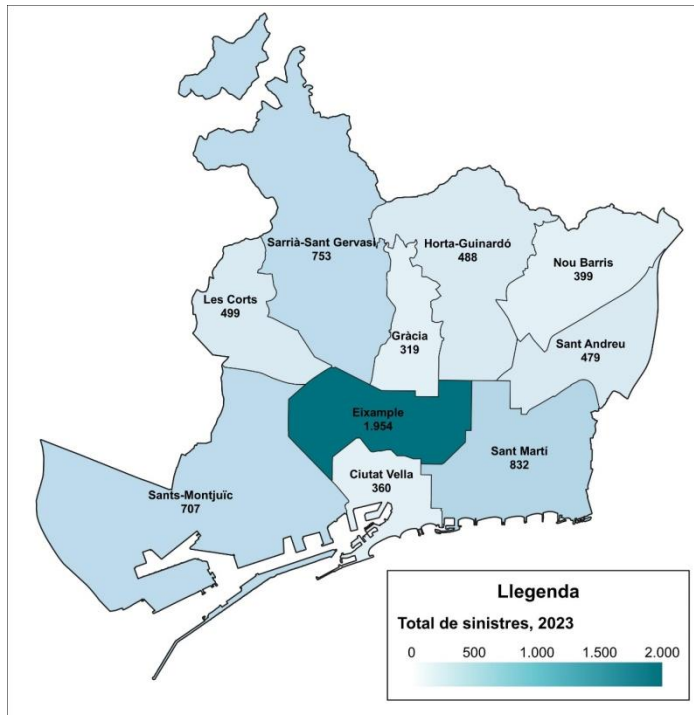 Sarrià-Sant Gervasi
753
Horta-Guinardó
488
Nou Barris
399
Les Corts
499
Gràcia
319
Sant Andreu
479
Eixample
1.954
Sant Martí
832
Ciutat Vella
360
Sants-Montjuïc
707
Llegenda
Total de sinistres, 2023
0 500 1.000 1.500 2.000